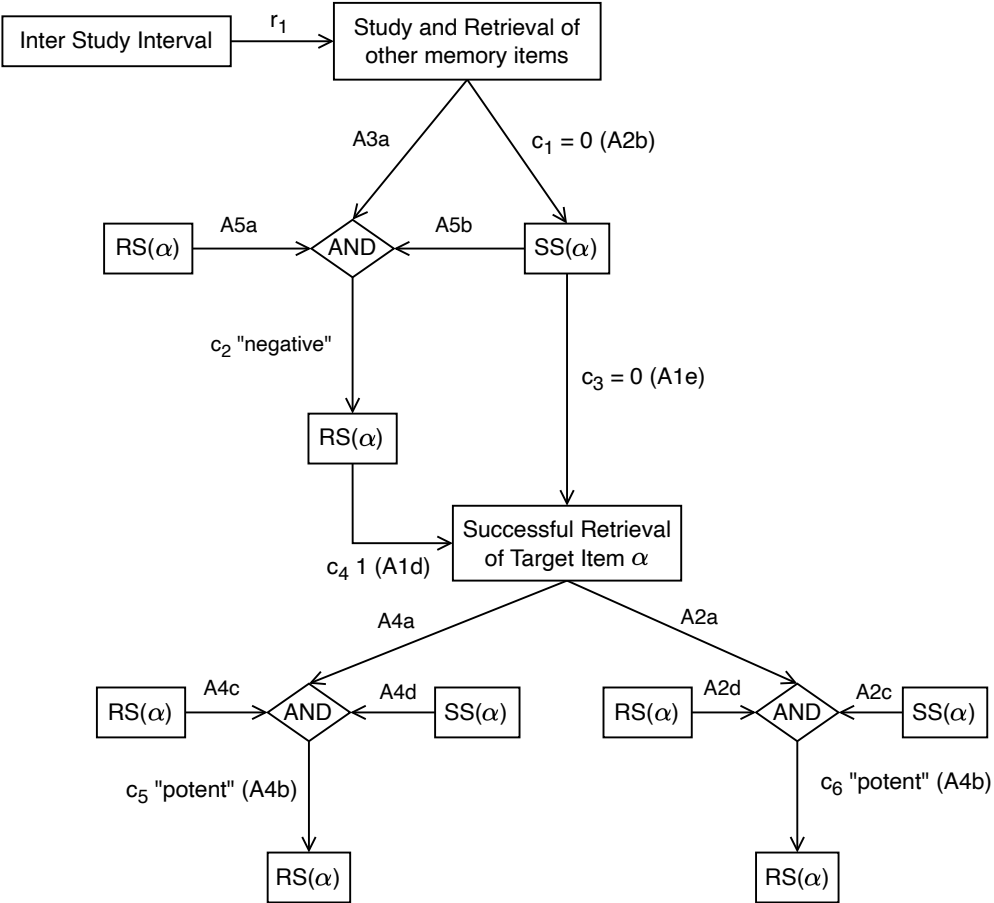 r₁
Inter Study Interval
Study and Retrieval of
other memory items
A3a
c₁ = 0 (A2b)
A5a
A5b
RS(α)
AND
SS(α)
c₂ "negative"
c₃ = 0 (A1e)
RS(α)
Successful Retrieval
of Target Item α
c₄ 1 (A1d)
A4a
A2a
A4c
A4d
A2d
A2c
RS(α)
AND
SS(α)
RS(α)
AND
SS(α)
c₅ "potent" (A4b)
c₆ "potent" (A4b)
RS(α)
RS(α)